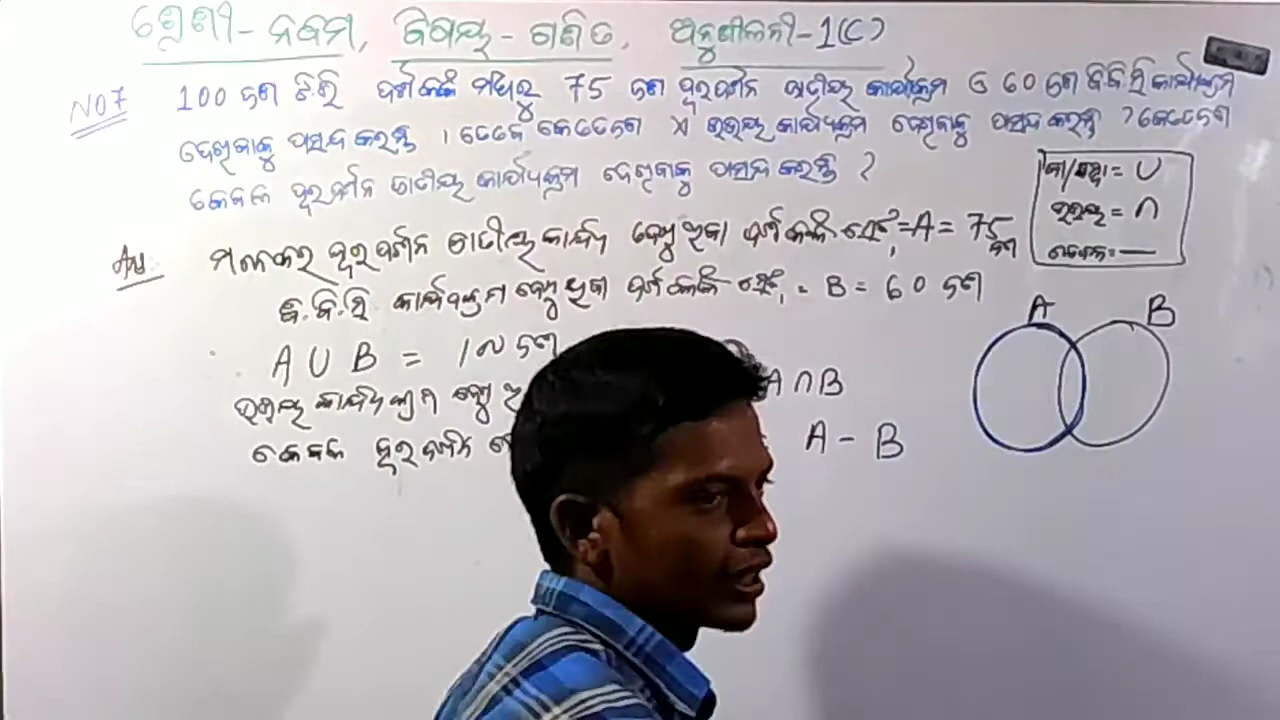 ଶ୍ରେଣୀ - ନବମ, ବିଷୟ - ଗଣିତ, ଅନୁଶୀଳନୀ - 1(C)
NO 7 100 ଜଣ ଟି.ଭି ଦର୍ଶକଙ୍କ ମଧ୍ୟରୁ 75 ଜଣ ଦୂରଦର୍ଶନ ଜାତୀୟ କାର୍ଯ୍ୟକ୍ରମ ଓ 60 ଜଣ ବି.ବି.ସି କାର୍ଯ୍ୟକ୍ରମ
ଦେଖିବାକୁ ପସନ୍ଦ କରନ୍ତି । ତେବେ କେତେଜଣ ଉଭୟ କାର୍ଯ୍ୟକ୍ରମ ଦେଖିବାକୁ ପସନ୍ଦ କରନ୍ତି ? କେତେଜଣ
କେବଳ ଦୂରଦର୍ଶନ ଜାତୀୟ କାର୍ଯ୍ୟକ୍ରମ ଦେଖିବାକୁ ପସନ୍ଦ କରନ୍ତି ?
କା/ = ∪
ଉଭୟ = ∩
କେବଳ = —
Ans: ମନେକର ଦୂରଦର୍ଶନ ଜାତୀୟ କାର୍ଯ୍ୟ ଦେଖୁଥିବା ଦର୍ଶକଙ୍କ ସେଟ୍ = A = 75 ଜଣ
ବି.ବି.ସି କାର୍ଯ୍ୟକ୍ରମ ଦେଖୁଥିବା ଦର୍ଶକଙ୍କ ସେଟ୍ = B = 60 ଜଣ
A ∪ B = 100 ଜଣ
ଉଭୟ କାର୍ଯ୍ୟକ୍ରମ ଦେଖୁଥି A ∩ B
କେବଳ ଦୂରଦର୍ଶନ A - B
A B